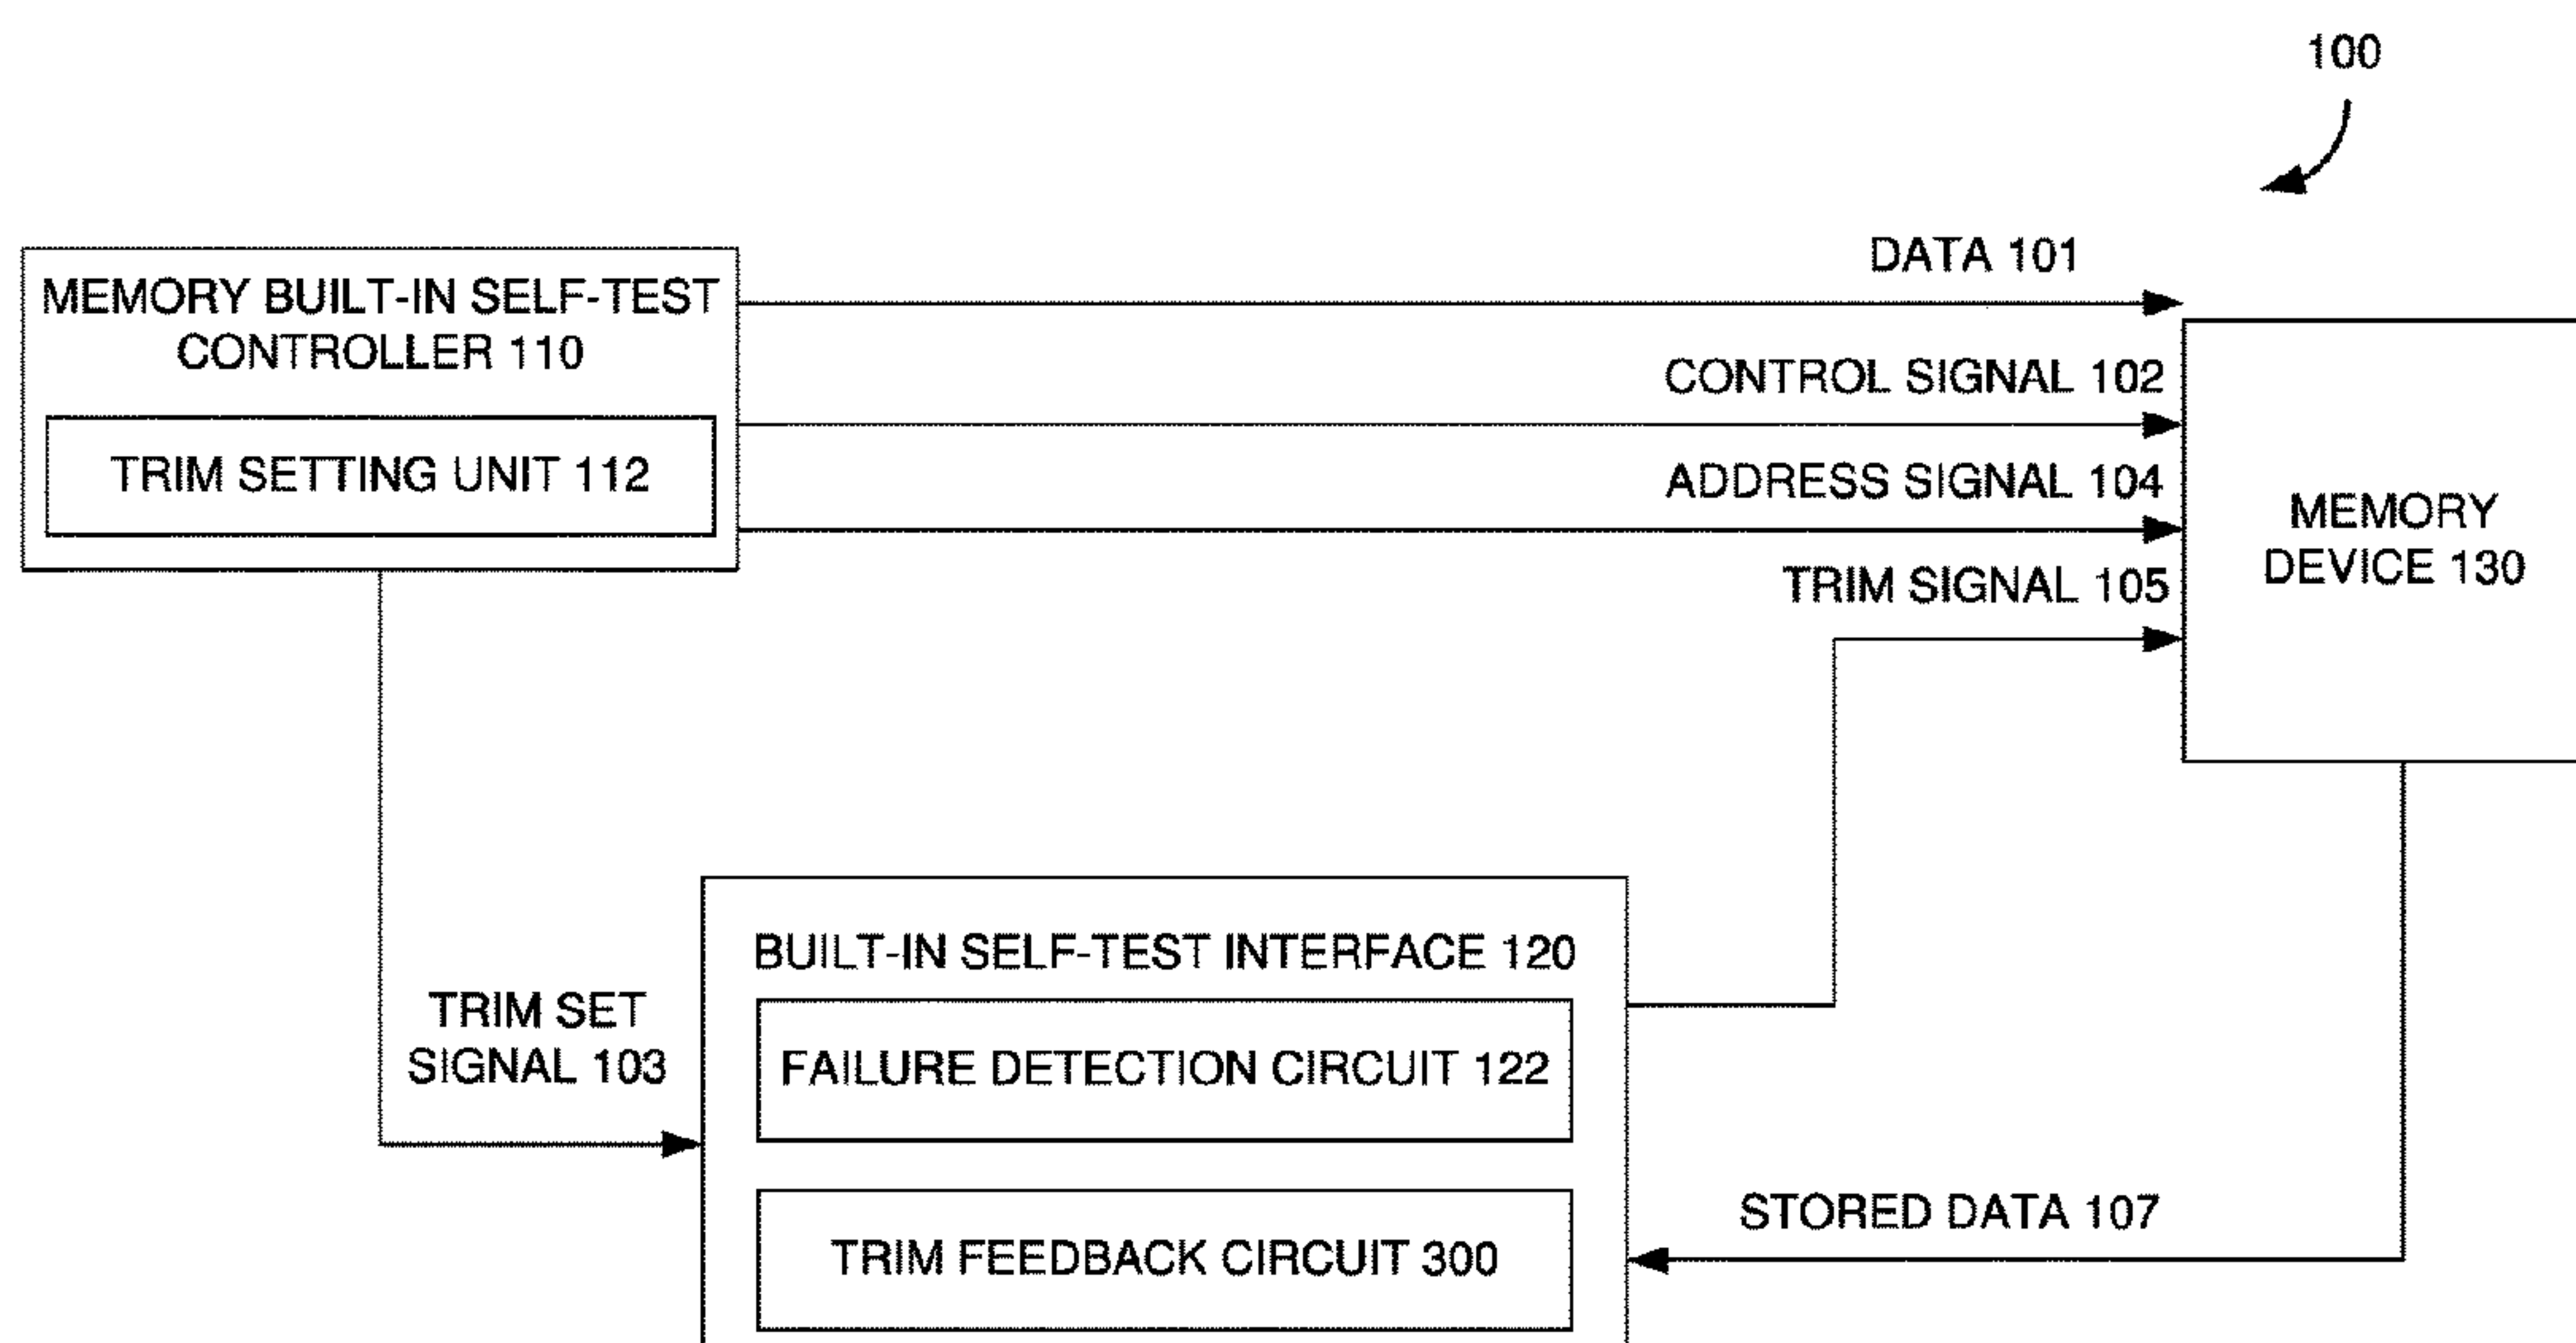 100
DATA 101
MEMORY BUILT-IN SELF-TEST
CONTROLLER 110
CONTROL SIGNAL 102
TRIM SETTING UNIT 112
ADDRESS SIGNAL 104
MEMORY
DEVICE 130
TRIM SIGNAL 105
BUILT-IN SELF-TEST INTERFACE 120
TRIM SET
SIGNAL 103
FAILURE DETECTION CIRCUIT 122
STORED DATA 107
TRIM FEEDBACK CIRCUIT 300